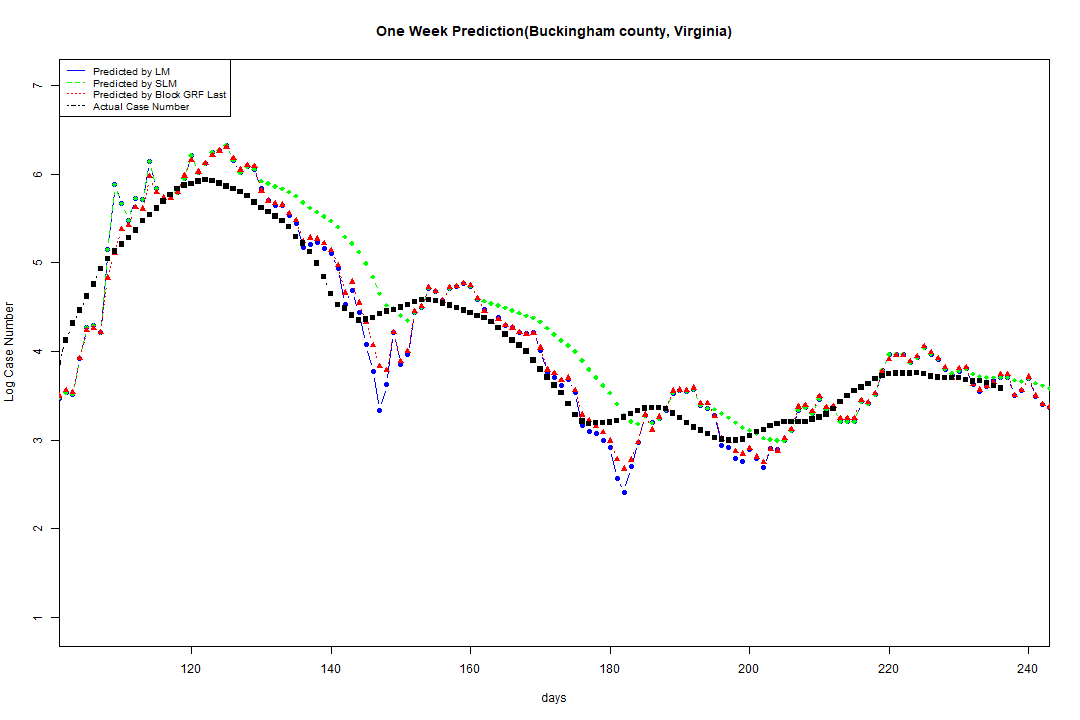 One Week Prediction(Buckingham county, Virginia)
Predicted by LM
Predicted by SLM
Predicted by Block GRF Last
Actual Case Number
7
6
5
4
3
2
1
Log Case Number
120 140 160 180 200 220 240
days